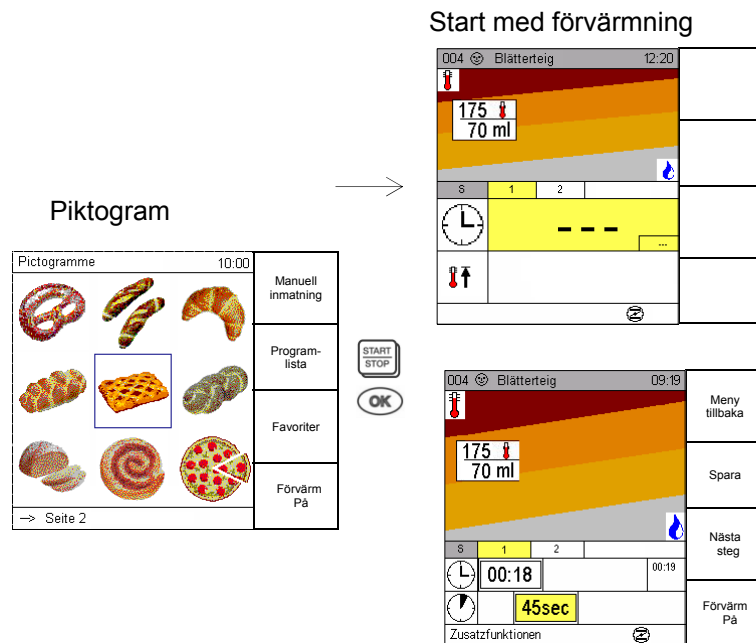 Start med förvärmning
004 Blätterteig 12:20
175
70 ml
S 1 2
- - -
...
Piktogram
Pictogramme 10:00
Manuell
inmatning
Program-
lista
Favoriter
Förvärm
På
-> Seite 2
START
STOP
OK
004 Blätterteig 09:19
175
70 ml
S 1 2
00:18 00:19
45sec
Zusatzfunktionen
Meny
tillbaka
Spara
Nästa
steg
Förvärm
På